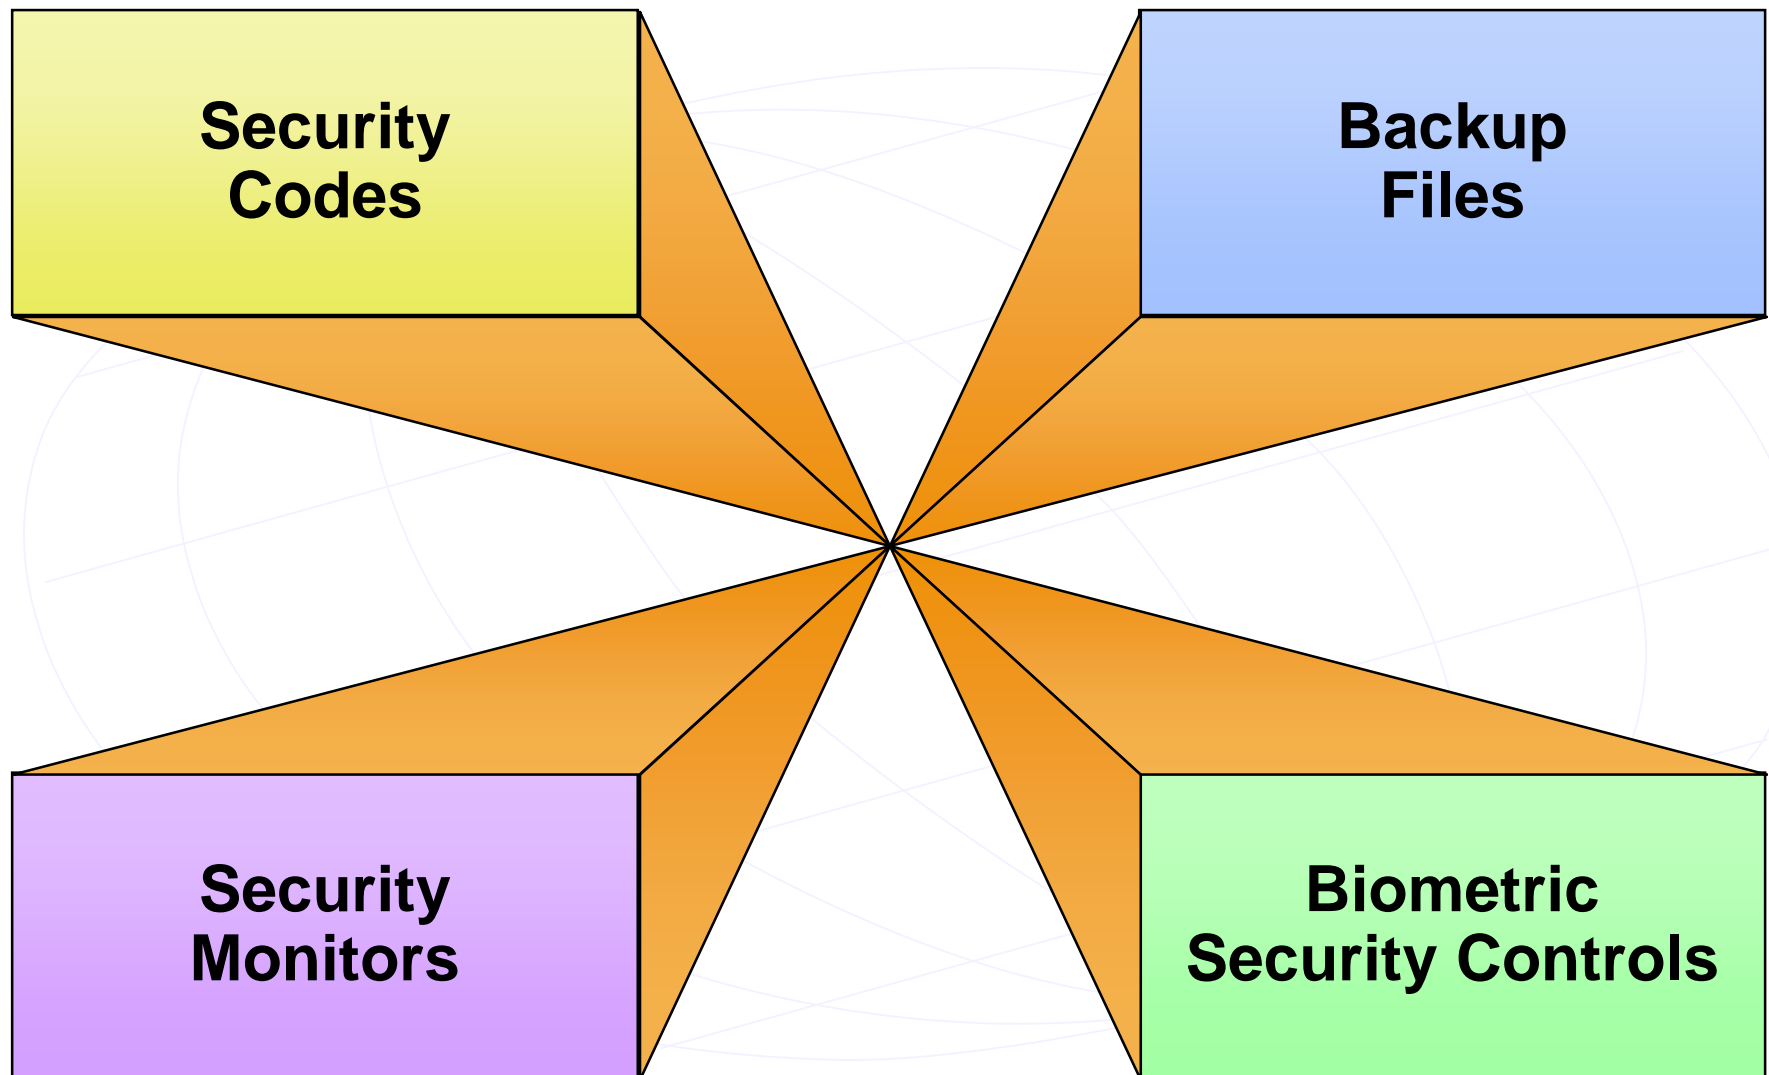 Security
Codes
Backup
Files
Security
Monitors
Biometric
Security Controls